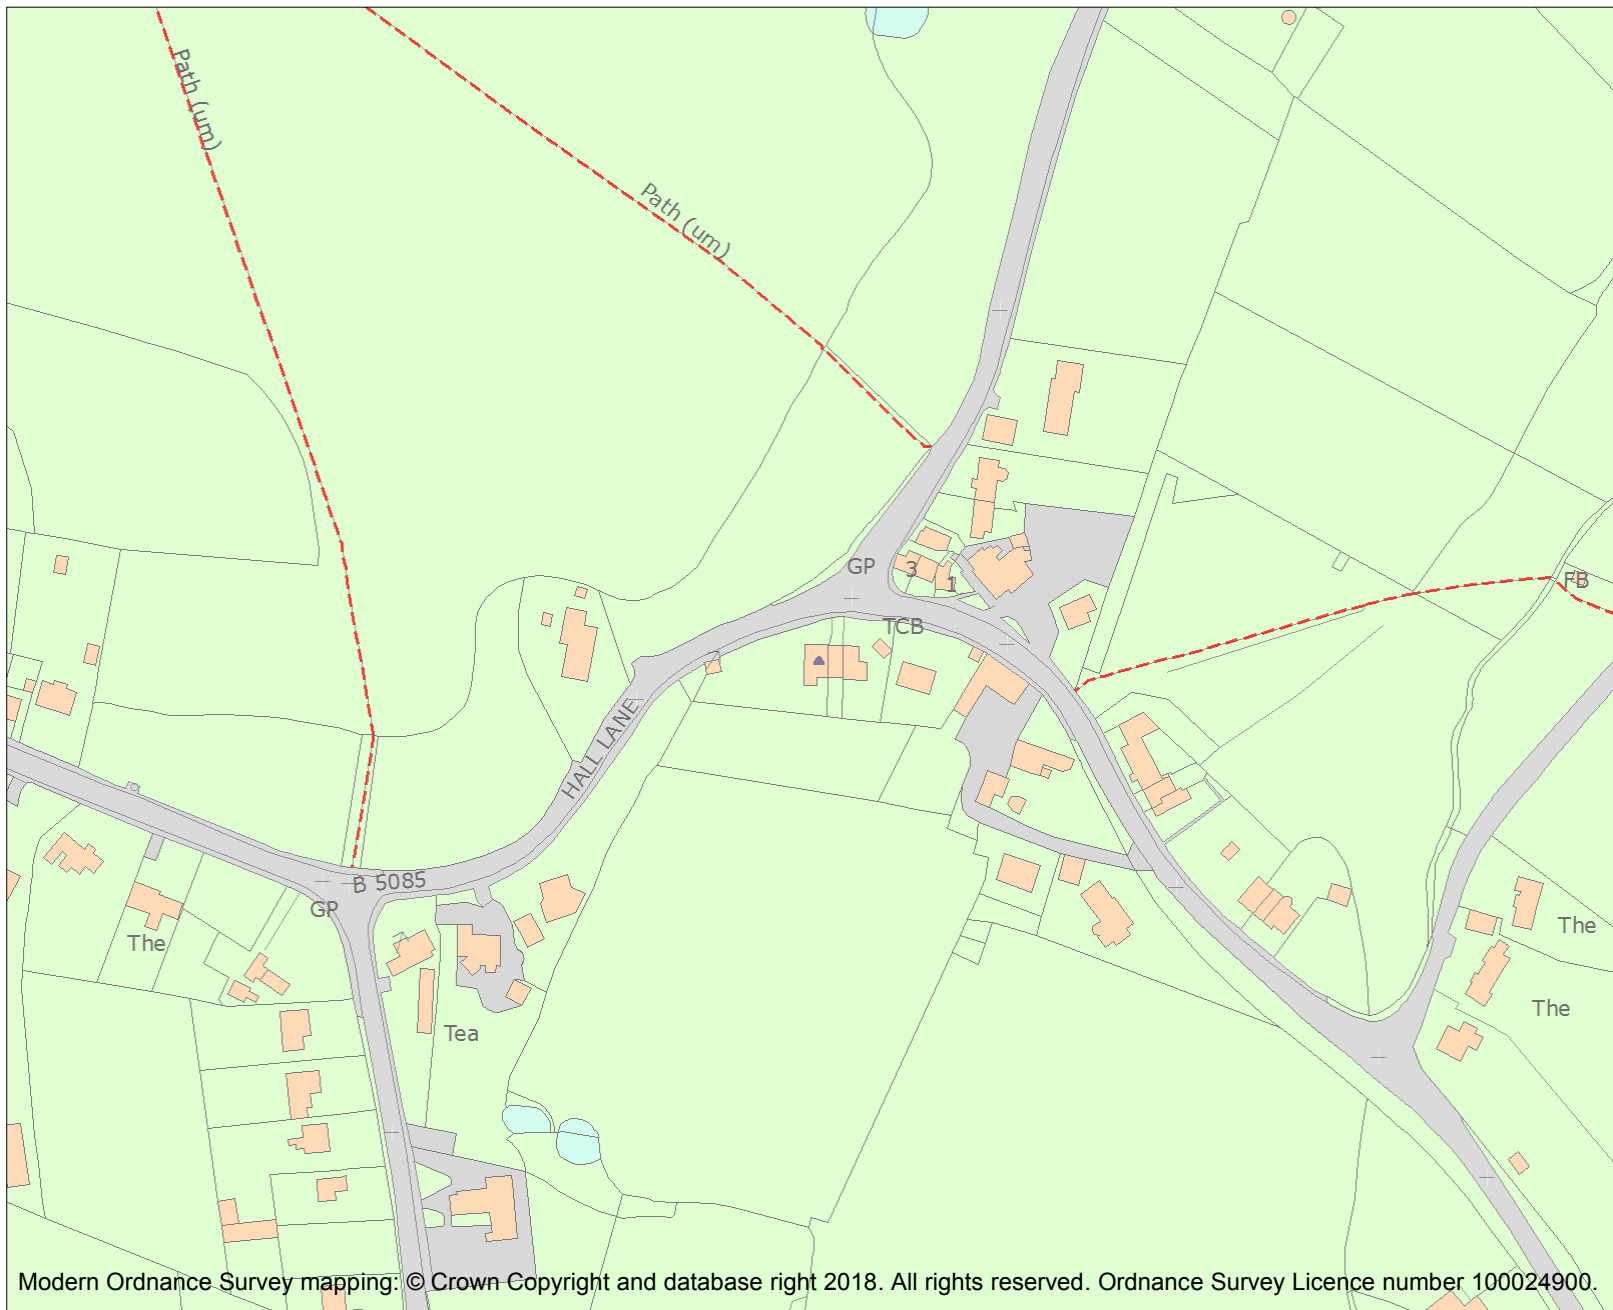 Path (um)
Path (um)
FB
GP
3
1
TCB
HALL LANE
B 5085
GP
The
The
The
Tea
Modern Ordnance Survey mapping: © Crown Copyright and database right 2018. All rights reserved. Ordnance Survey Licence number 100024900.